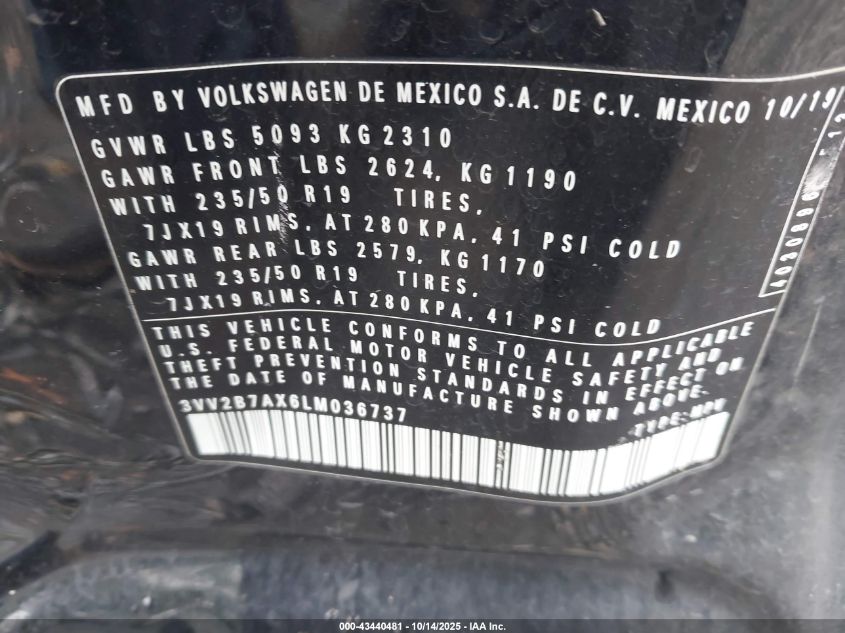 MFD BY VOLKSWAGEN DE MEXICO S.A. DE C.V. MEXICO 10/19
GVWR LBS 5093 KG 2310
GAWR FRONT LBS 2624, KG 1190
WITH 235/50 R19 TIRES,
7JX19 RIMS, AT 280 KPA, 41 PSI COLD
GAWR REAR LBS 2579, KG 1170
WITH 235/50 R19 TIRES,
7JX19 RIMS, AT 280 KPA, 41 PSI COLD
THIS VEHICLE CONFORMS TO ALL APPLICABLE
U.S. FEDERAL MOTOR VEHICLE SAFETY AND
THEFT PREVENTION STANDARDS IN EFFECT ON
THE DATE OF MANUFACTURE SHOWN ABOVE.
3VV2B7AX6LM036737
TYPE-MPV
000-43440481 - 10/14/2025 - IAA Inc.